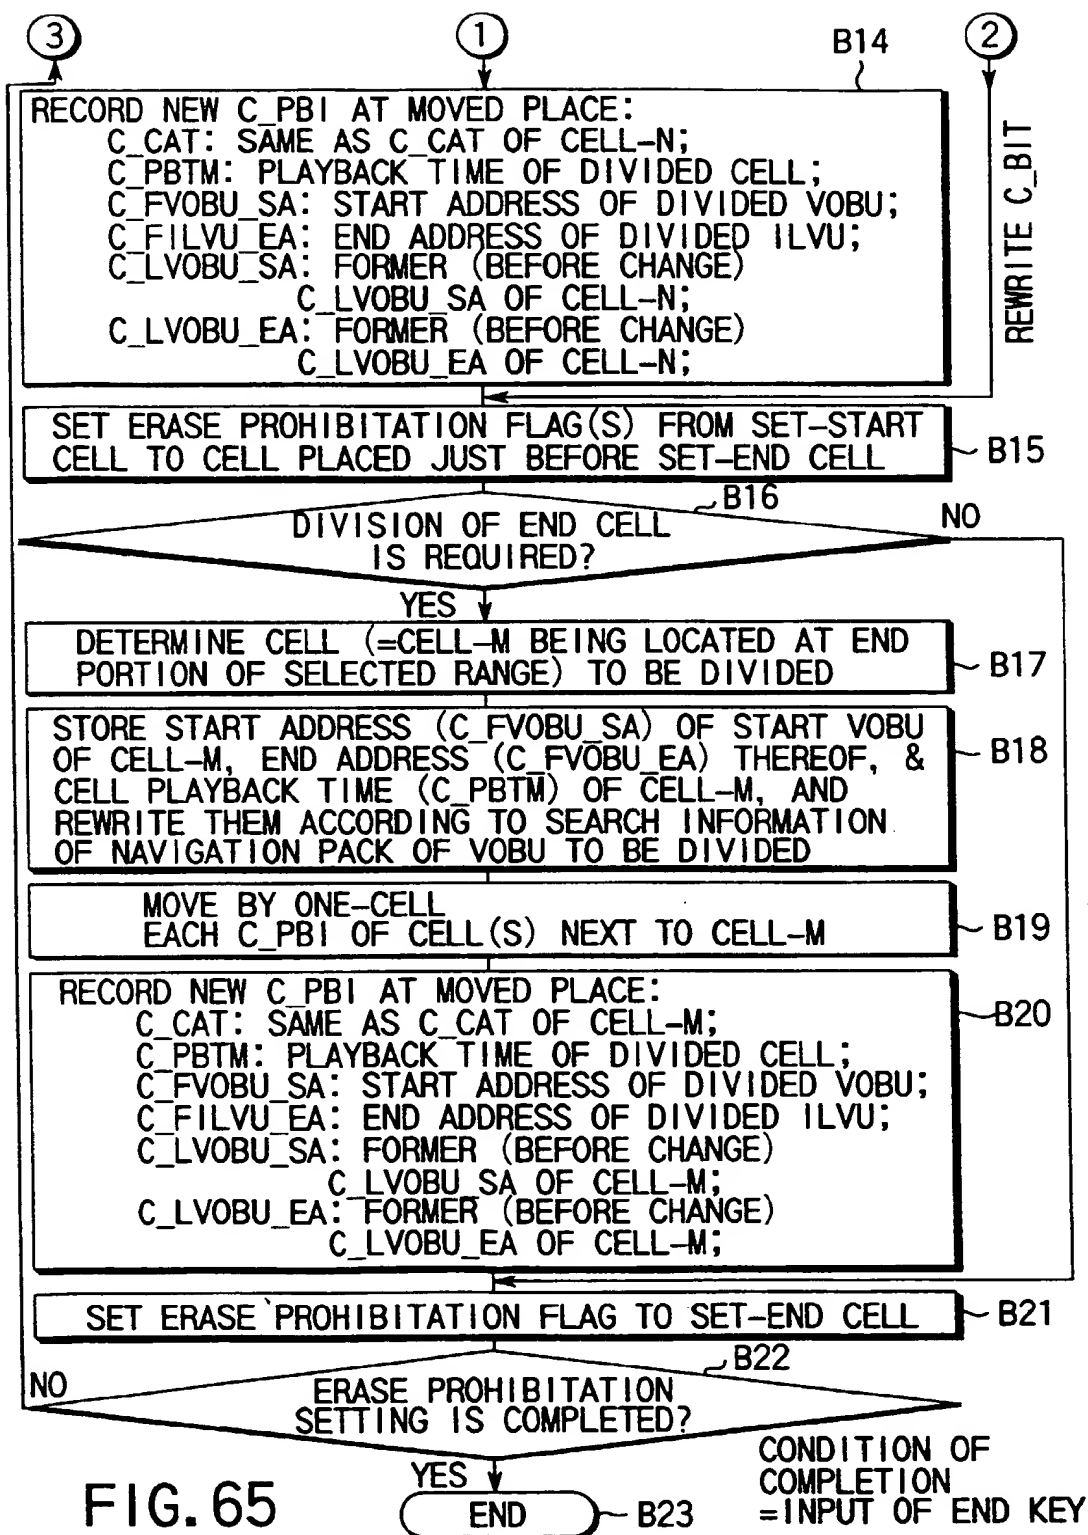 3
1
2
B14
RECORD NEW C_PBI AT MOVED PLACE:
C_CAT: SAME AS C_CAT OF CELL-N;
C_PBTM: PLAYBACK TIME OF DIVIDED CELL;
C_FVOBU_SA: START ADDRESS OF DIVIDED VOBU;
C_FILVU_EA: END ADDRESS OF DIVIDED ILVU;
C_LVOBU_SA: FORMER (BEFORE CHANGE)
C_LVOBU_SA OF CELL-N;
C_LVOBU_EA: FORMER (BEFORE CHANGE)
C_LVOBU_EA OF CELL-N;
REWRITE C_BIT
SET ERASE PROHIBITATION FLAG(S) FROM SET-START
CELL TO CELL PLACED JUST BEFORE SET-END CELL
B15
B16
DIVISION OF END CELL
IS REQUIRED?
NO
YES
DETERMINE CELL (=CELL-M BEING LOCATED AT END
PORTION OF SELECTED RANGE) TO BE DIVIDED
B17
STORE START ADDRESS (C_FVOBU_SA) OF START VOBU
OF CELL-M, END ADDRESS (C_FVOBU_EA) THEREOF, &
CELL PLAYBACK TIME (C_PBTM) OF CELL-M, AND
REWRITE THEM ACCORDING TO SEARCH INFORMATION
OF NAVIGATION PACK OF VOBU TO BE DIVIDED
B18
MOVE BY ONE-CELL
EACH C_PBI OF CELL(S) NEXT TO CELL-M
B19
RECORD NEW C_PBI AT MOVED PLACE:
C_CAT: SAME AS C_CAT OF CELL-M;
C_PBTM: PLAYBACK TIME OF DIVIDED CELL;
C_FVOBU_SA: START ADDRESS OF DIVIDED VOBU;
C_FILVU_EA: END ADDRESS OF DIVIDED ILVU;
C_LVOBU_SA: FORMER (BEFORE CHANGE)
C_LVOBU_SA OF CELL-M;
C_LVOBU_EA: FORMER (BEFORE CHANGE)
C_LVOBU_EA OF CELL-M;
B20
SET ERASE PROHIBITATION FLAG TO SET-END CELL
B21
B22
NO
ERASE PROHIBITATION
SETTING IS COMPLETED?
YES
CONDITION OF
COMPLETION
=INPUT OF END KEY
END
B23
FIG. 65